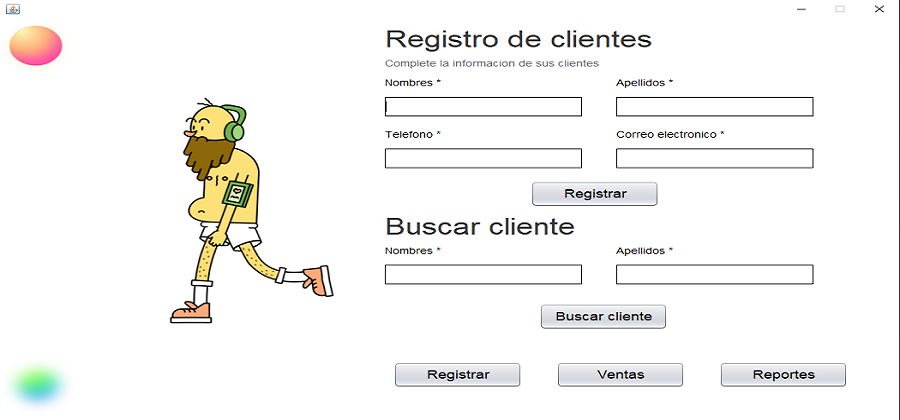 Registro de clientes
Complete la informacion de sus clientes
Nombres * Apellidos *
Telefono * Correo electronico *
Registrar
Buscar cliente
Nombres * Apellidos *
Buscar cliente
Registrar Ventas Reportes